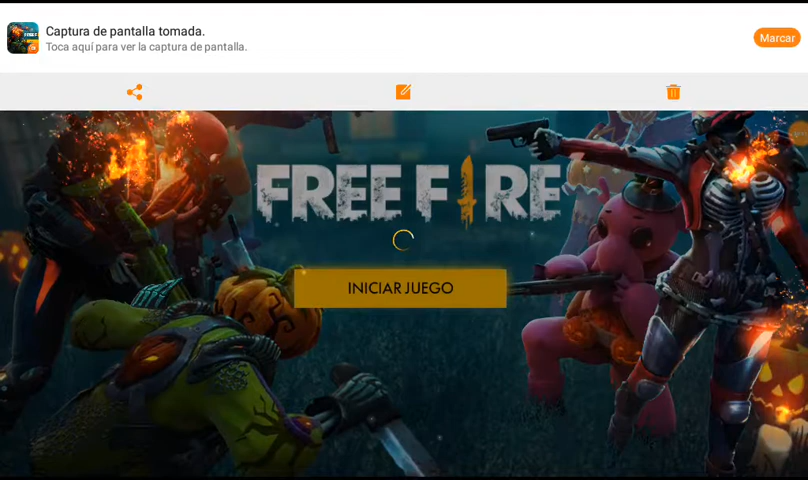 Captura de pantalla tomada.
Toca aquí para ver la captura de pantalla.
Marcar
FREE FIRE
INICIAR JUEGO